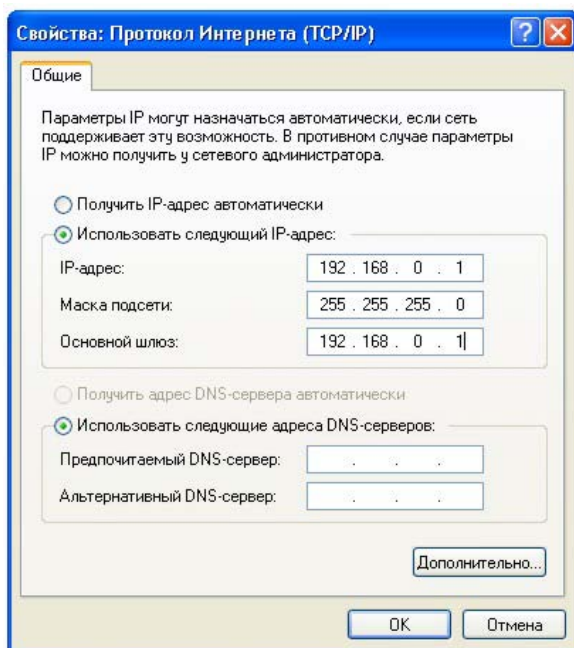 Свойства: Протокол Интернета (TCP/IP)
Общие
Параметры IP могут назначаться автоматически, если сеть
поддерживает эту возможность. В противном случае параметры
IP можно получить у сетевого администратора.
Получить IP-адрес автоматически
Использовать следующий IP-адрес:
IP-адрес: 192 . 168 . 0 . 1
Маска подсети: 255 . 255 . 255 . 0
Основной шлюз: 192 . 168 . 0 . 1
Получить адрес DNS-сервера автоматически
Использовать следующие адреса DNS-серверов:
Предпочитаемый DNS-сервер: . . .
Альтернативный DNS-сервер: . . .
Дополнительно...
OK Отмена